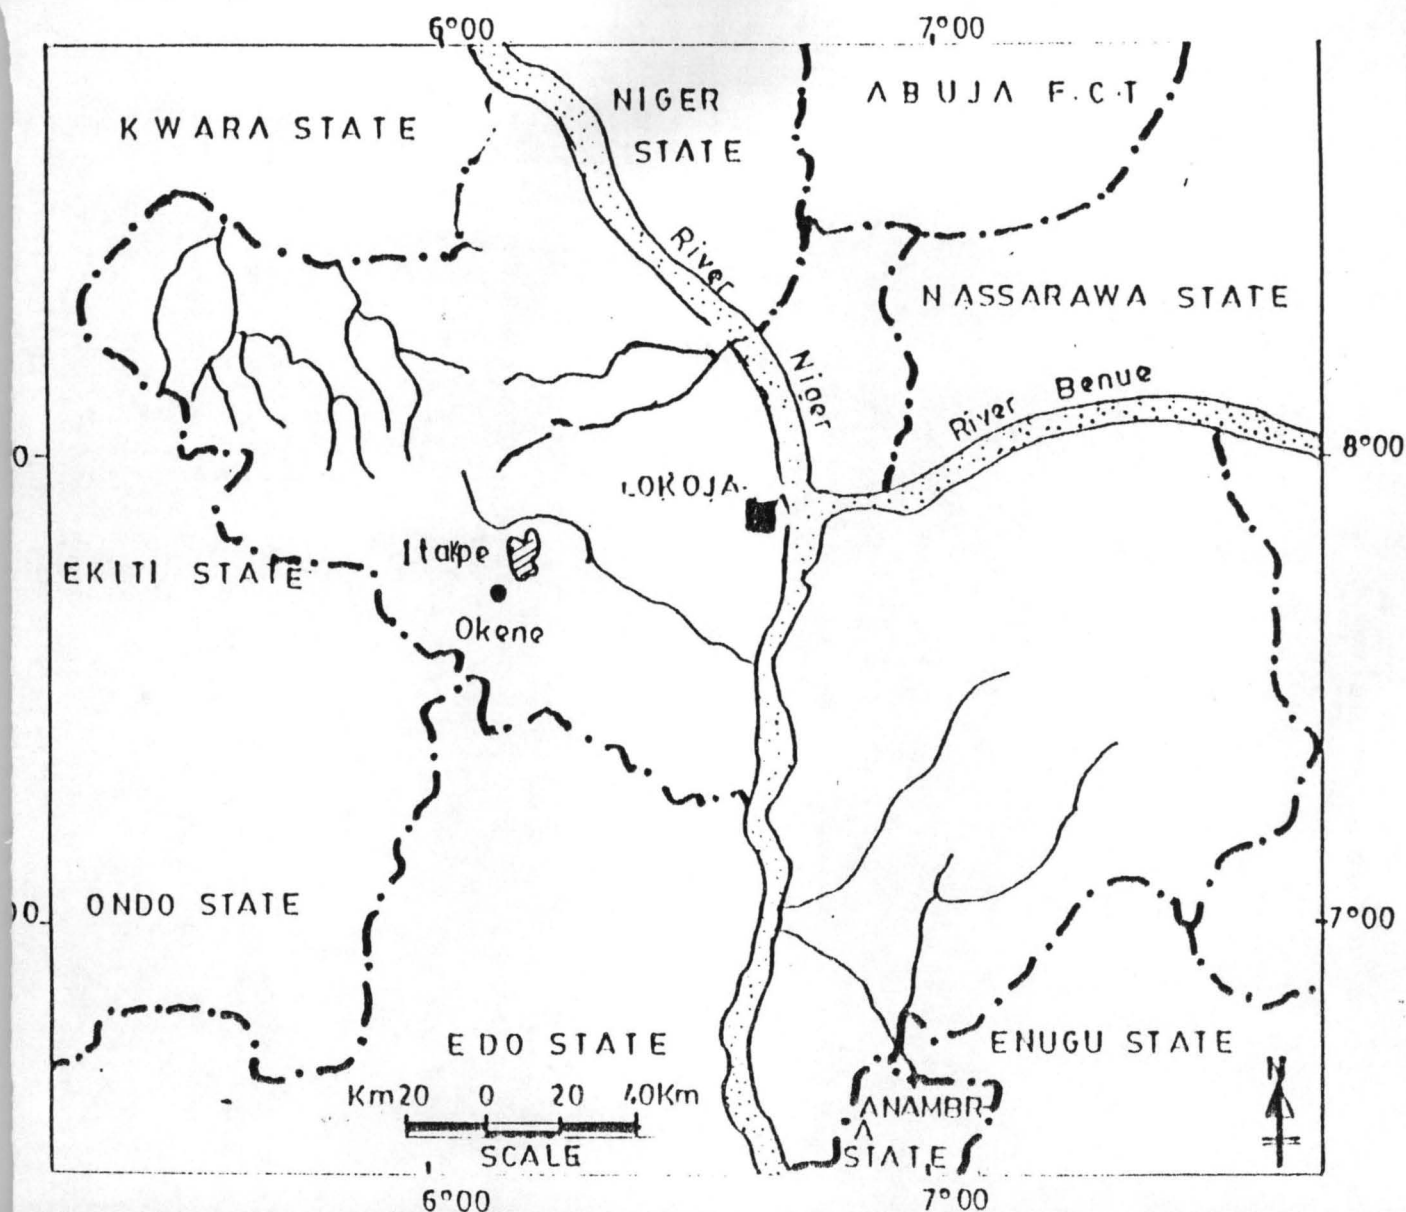 6°00 7°00
NIGER
STATE
ABUJA F.C.T
KWARA STATE
River
Niger
NASSARAWA STATE
River Benue
0 8°00
LOKOJA
Itakpe
EKITI STATE
Okene
ONDO STATE
00 7°00
EDO STATE
ENUGU STATE
Km20 0 20 40Km
SCALE
ANAMBR
A
STATE
N
6°00 7°00